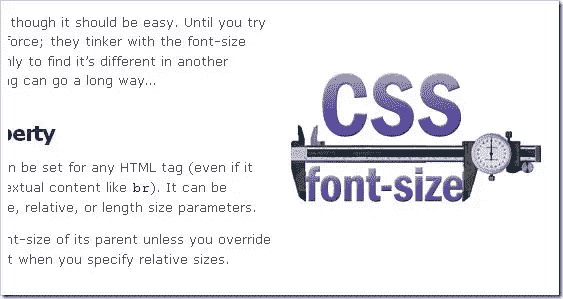 though it should be easy. Until you try
force; they tinker with the font-size
nly to find it's different in another
ng can go a long way...
perty
n be set for any HTML tag (even if it
extual content like br). It can be
e, relative, or length size parameters.
nt-size of its parent unless you override
t when you specify relative sizes.
CSS
font-size